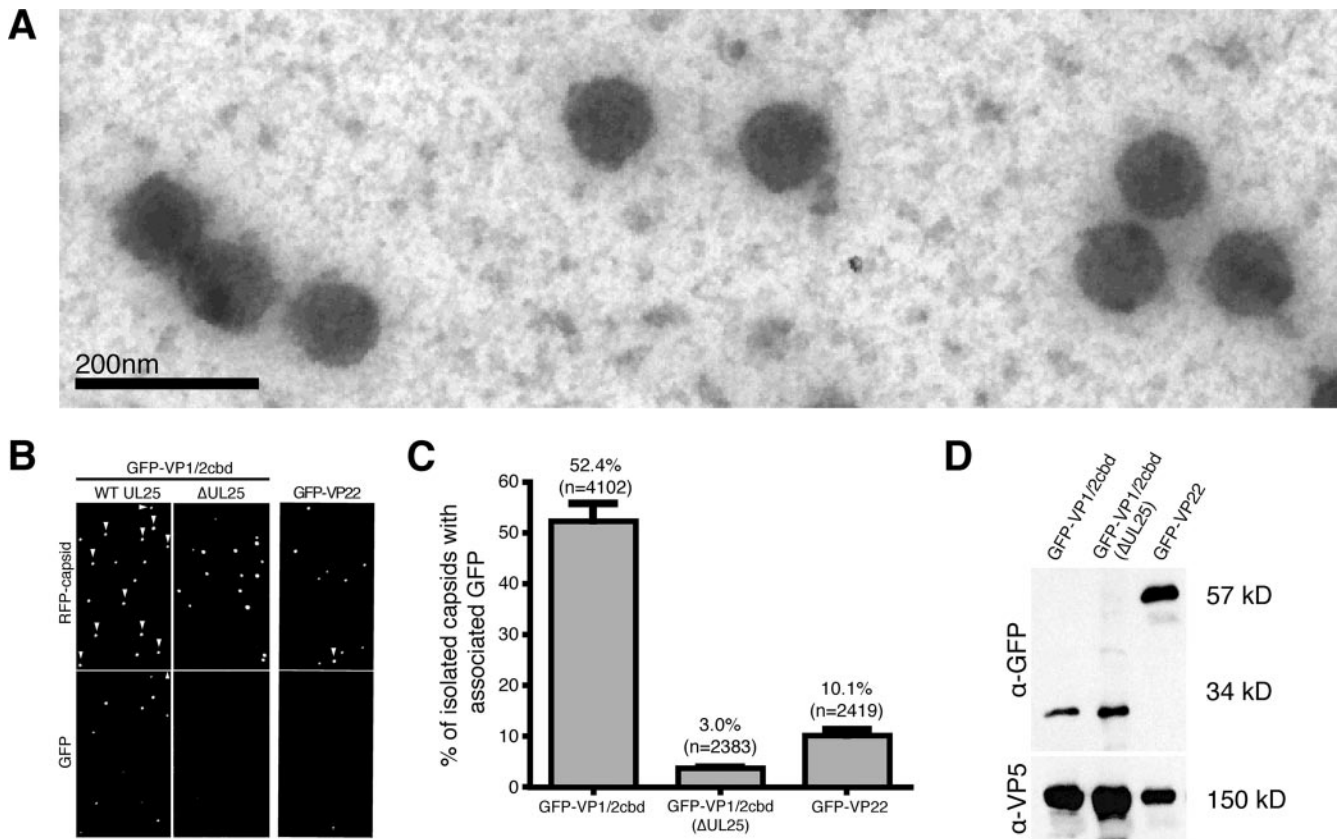 A
200nm
B
GFP-VP1/2cbd
WT UL25
ΔUL25
GFP-VP22
RFP-capsid
GFP
C
% of isolated capsids with
associated GFP
60
50
40
30
20
10
0
52.4%
(n=4102)
3.0%
(n=2383)
10.1%
(n=2419)
GFP-VP1/2cbd
GFP-VP1/2cbd
(ΔUL25)
GFP-VP22
D
GFP-VP1/2cbd
GFP-VP1/2cbd
(ΔUL25)
GFP-VP22
α-GFP
57 kD
34 kD
α-VP5
150 kD